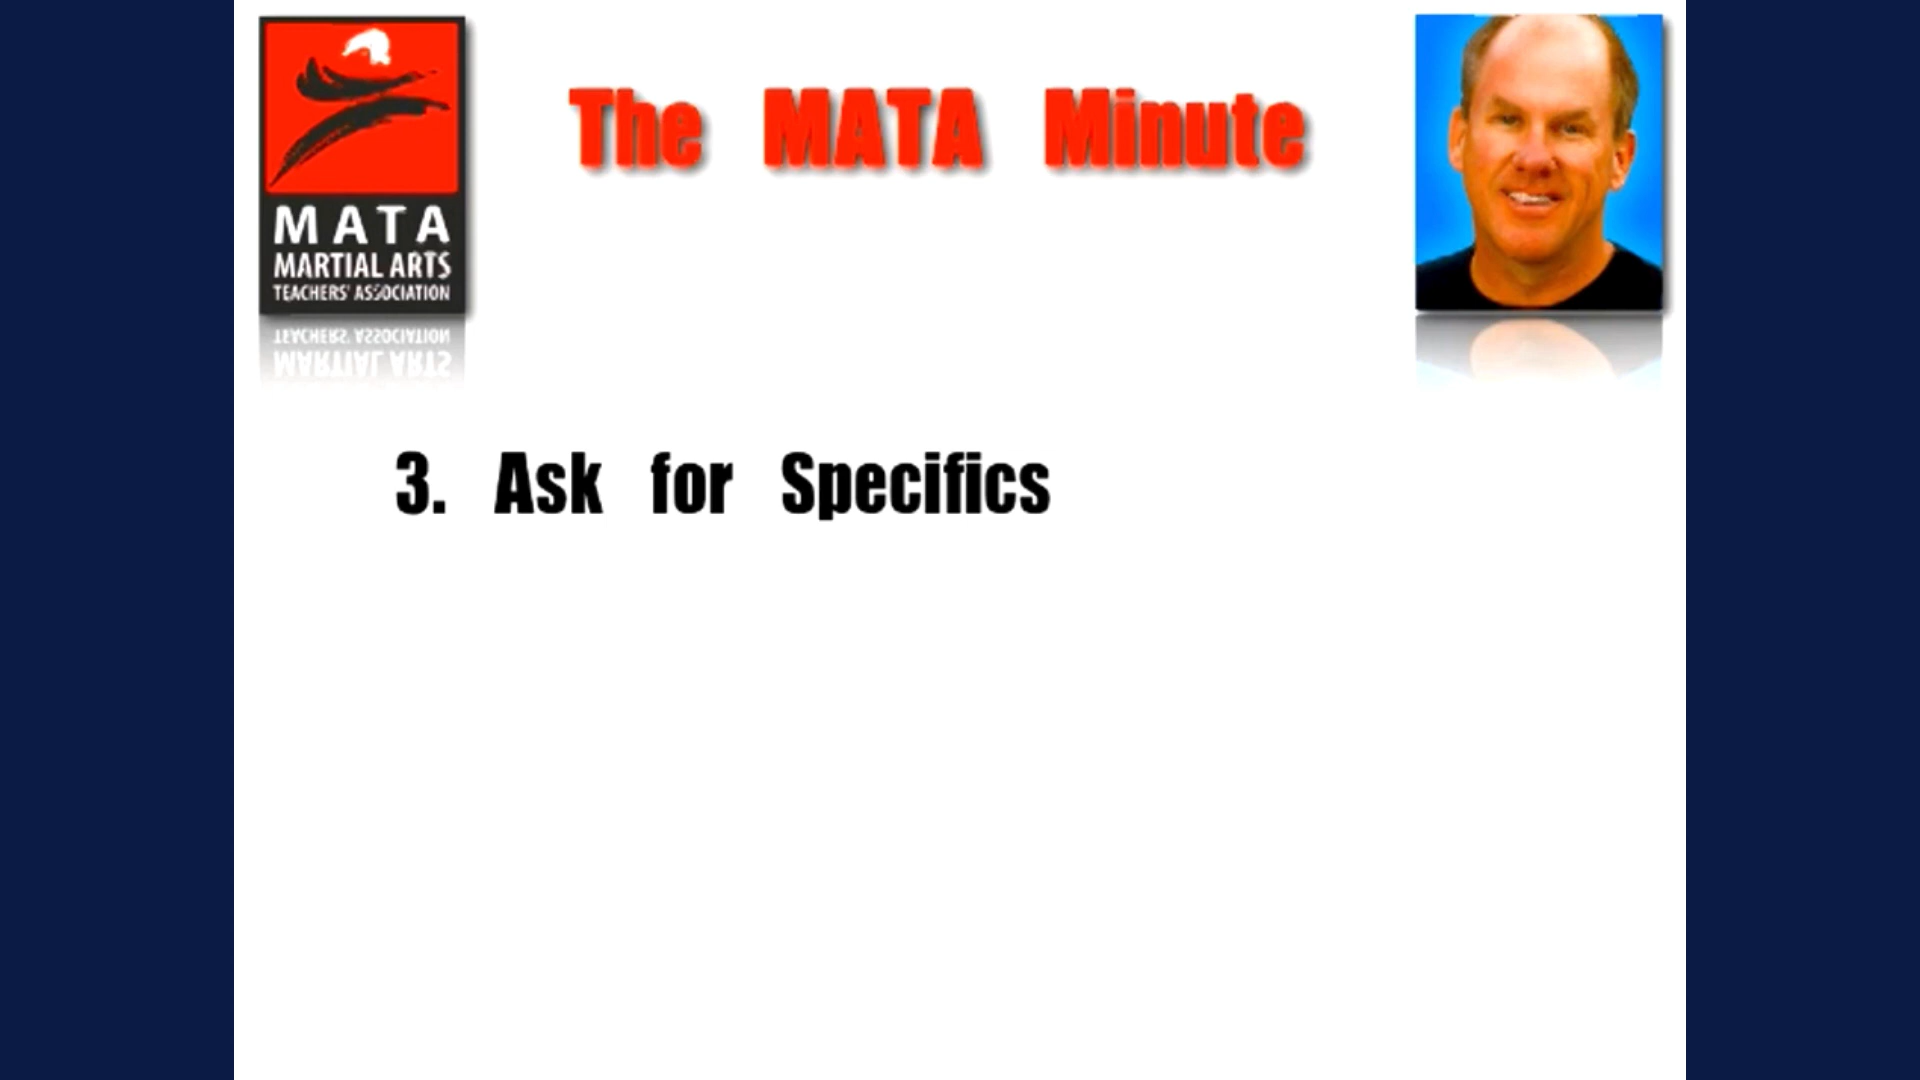 The MATA Minute
MATA
MARTIAL ARTS
TEACHERS' ASSOCIATION
3. Ask for Specifics